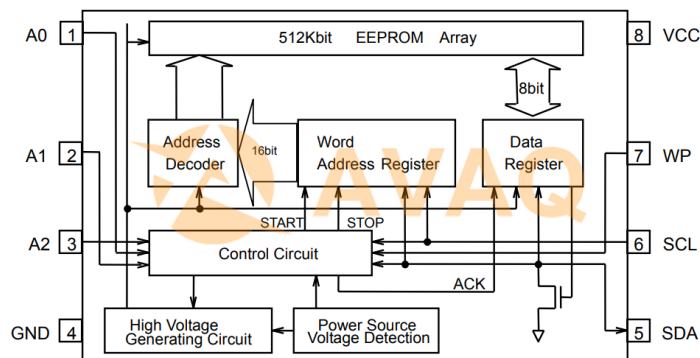 A0 1
512Kbit EEPROM Array
8 VCC
8bit
Address
Decoder
16bit
Word
Address Register
Data
Register
A1 2
7 WP
AVAQ
START STOP
A2 3
Control Circuit
6 SCL
ACK
GND 4
High Voltage
Generating Circuit
Power Source
Voltage Detection
5 SDA